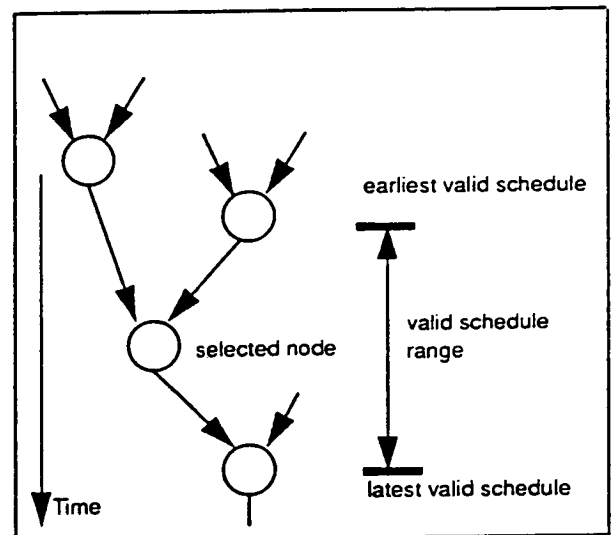 earliest valid schedule
valid schedule
range
selected node
latest valid schedule
Time